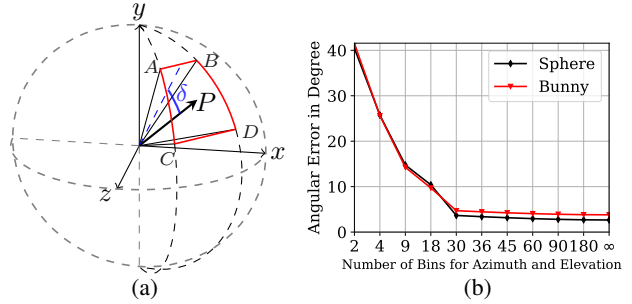 y
A
B
δ
P
C
D
x
z
(a)
Angular Error in Degree
40
30
20
10
0
Sphere
Bunny
2 4 9 18 30 36 45 60 90 180 ∞
Number of Bins for Azimuth and Elevation
(b)